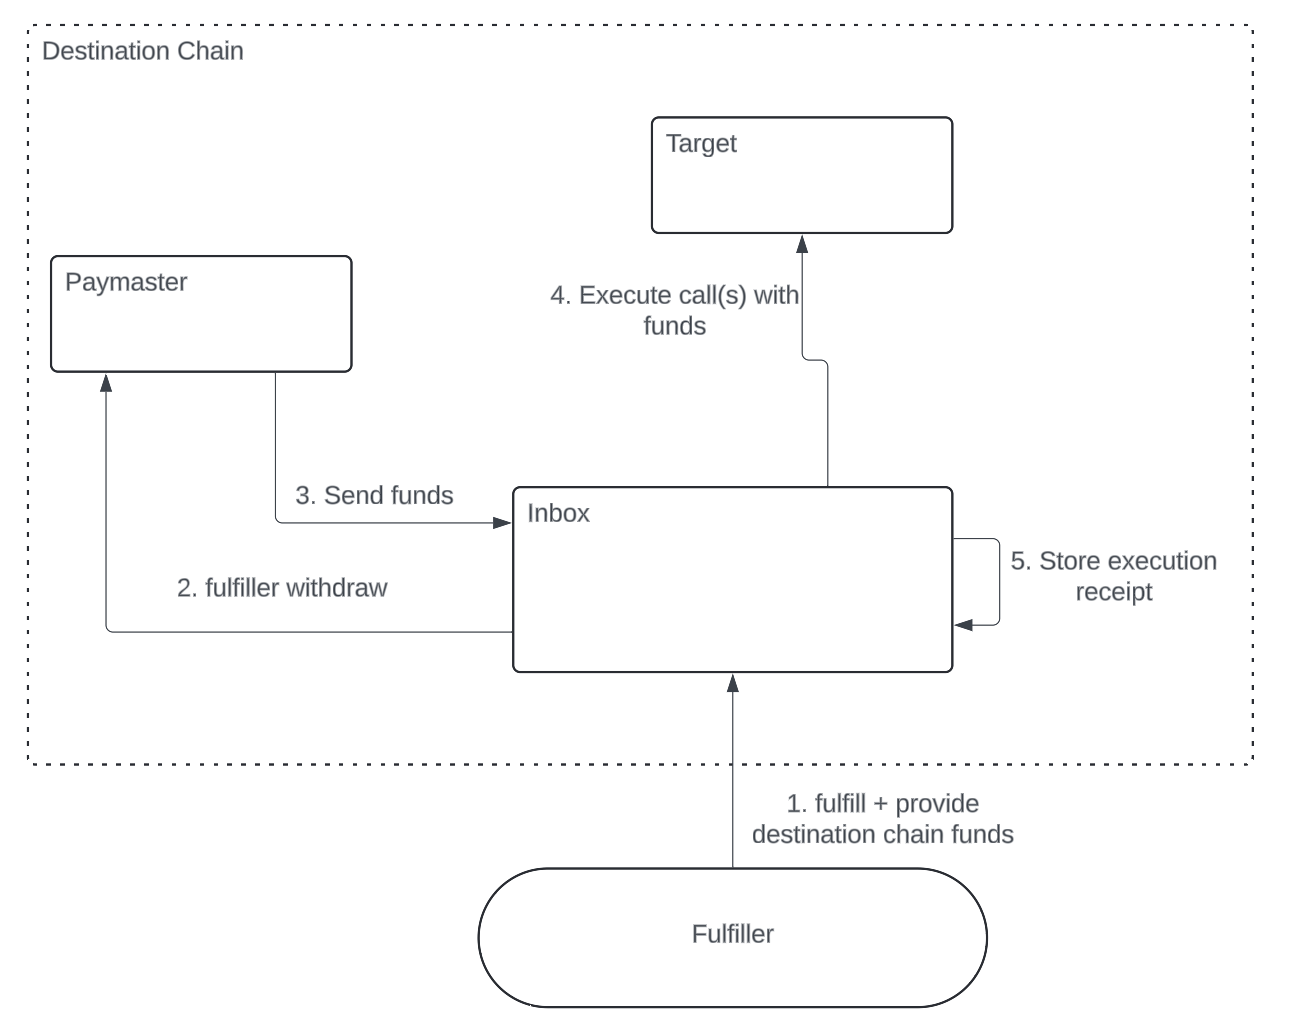 Destination Chain
Target
Paymaster
4. Execute call(s) with
funds
3. Send funds
Inbox
5. Store execution
receipt
2. fulfiller withdraw
1. fulfill + provide
destination chain funds
Fulfiller